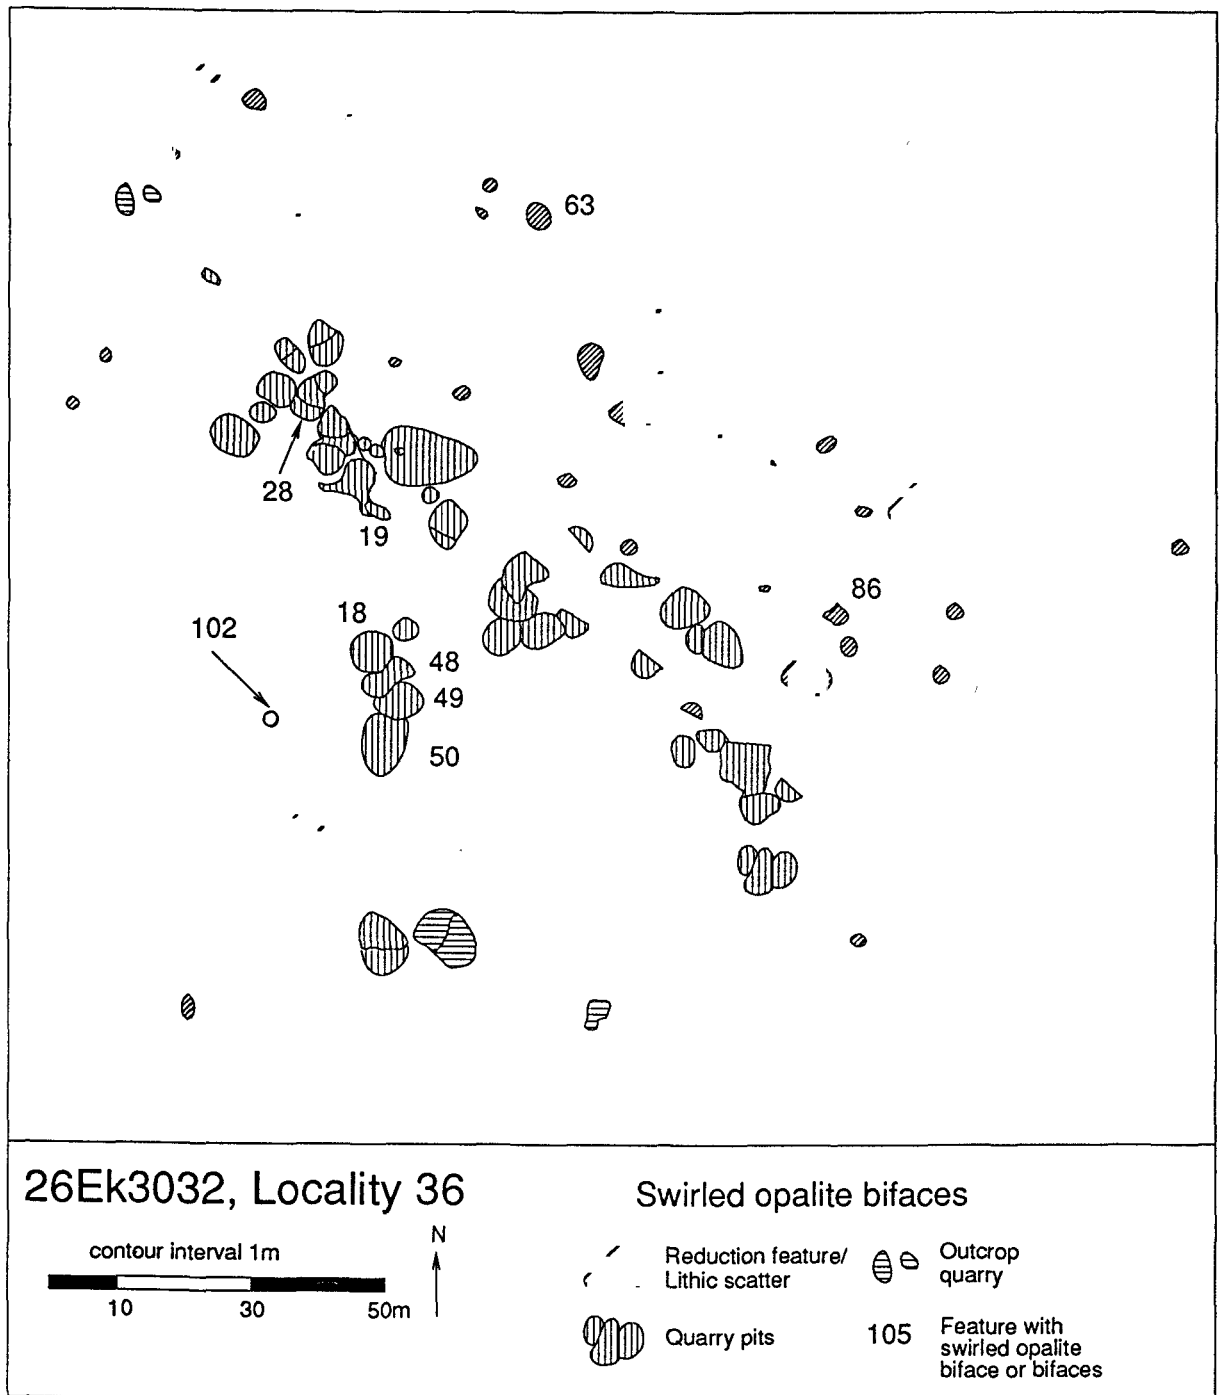 63
28
19
86
18
102
48
49
50
26Ek3032, Locality 36
contour interval 1m
10 30 50m
N
Swirled opalite bifaces
Reduction feature/
Lithic scatter
Outcrop
quarry
Quarry pits
105
Feature with
swirled opalite
biface or bifaces